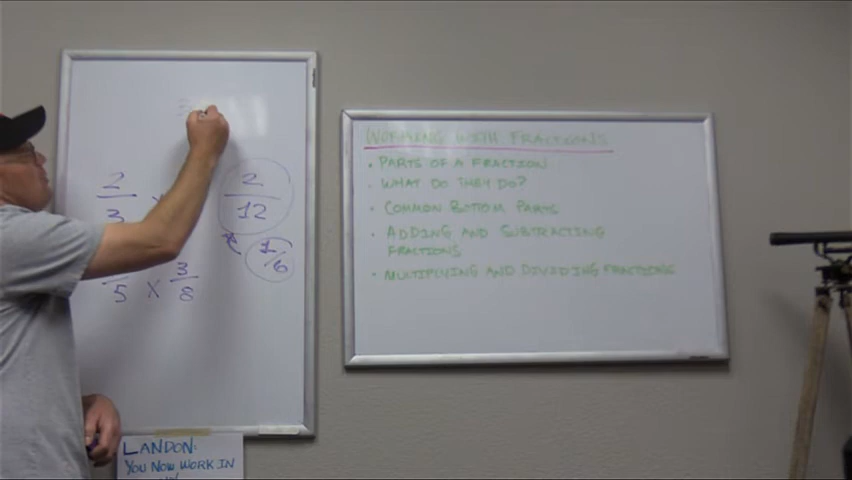 2
3
5 x 3
8
2
12
1/6
WORKING WITH FRACTIONS
• PARTS OF A FRACTION
• WHAT DO THEY DO?
• COMMON BOTTOM PARTS
• ADDING AND SUBTRACTING
FRACTIONS
• MULTIPLYING AND DIVIDING FRACTIONS
LANDON:
YOU NOW WORK IN